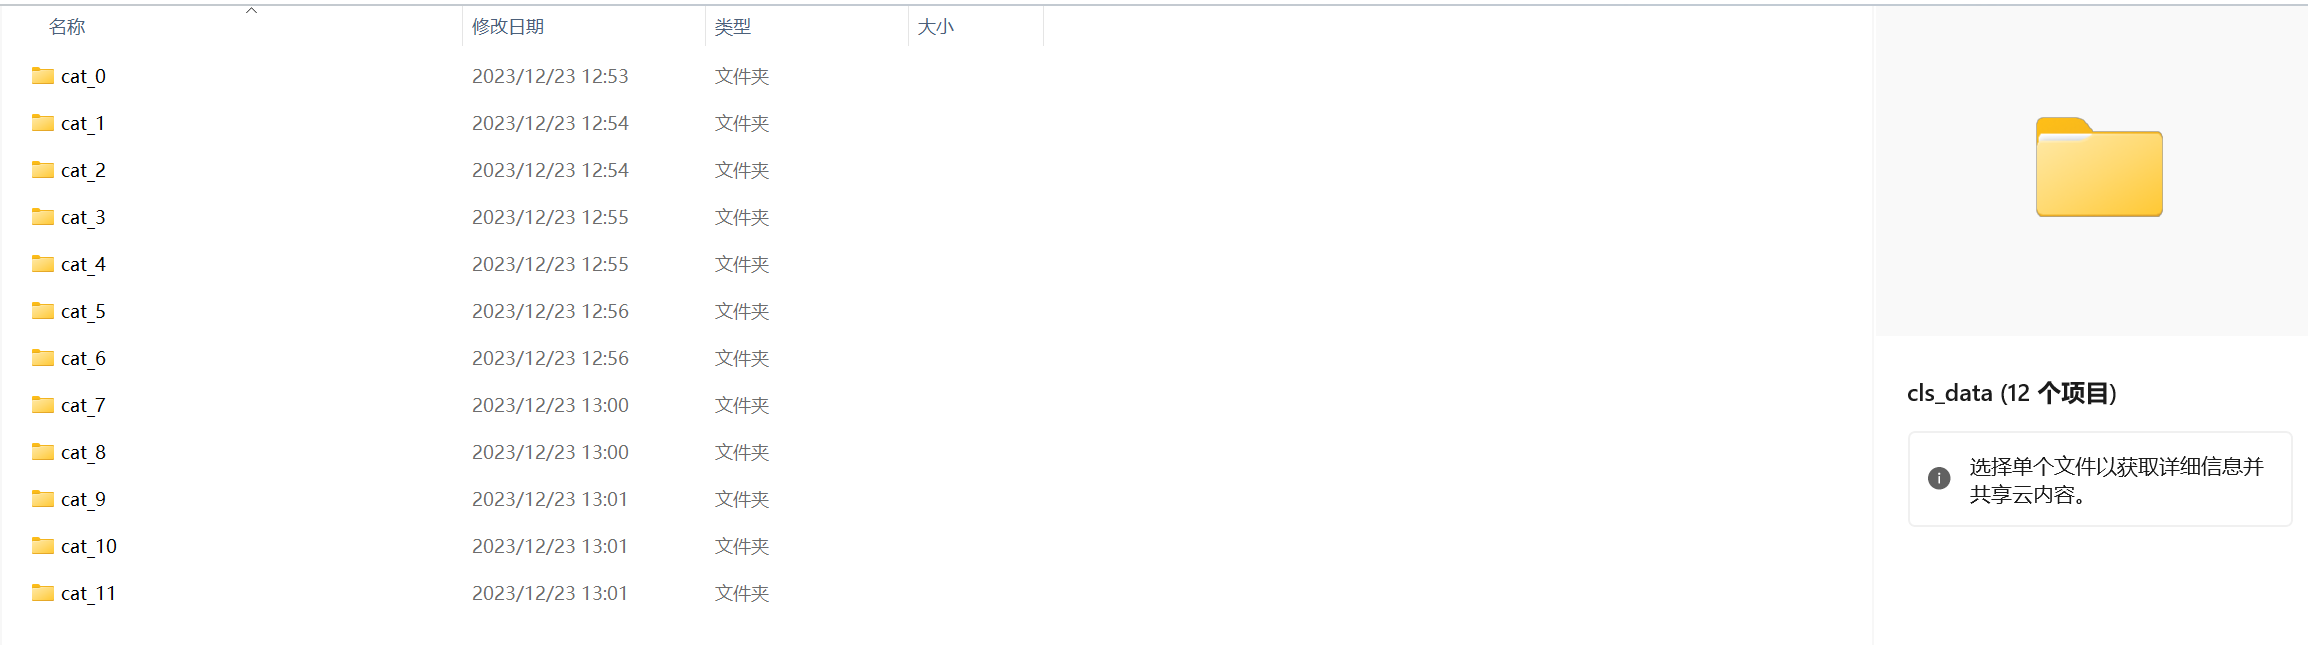 名称 修改日期 类型 大小
cat_0 2023/12/23 12:53 文件夹
cat_1 2023/12/23 12:54 文件夹
cat_2 2023/12/23 12:54 文件夹
cat_3 2023/12/23 12:55 文件夹
cat_4 2023/12/23 12:55 文件夹
cat_5 2023/12/23 12:56 文件夹
cat_6 2023/12/23 12:56 文件夹
cat_7 2023/12/23 13:00 文件夹
cat_8 2023/12/23 13:00 文件夹
cat_9 2023/12/23 13:01 文件夹
cat_10 2023/12/23 13:01 文件夹
cat_11 2023/12/23 13:01 文件夹
cls_data (12 个项目)
选择单个文件以获取详细信息并
共享云内容。